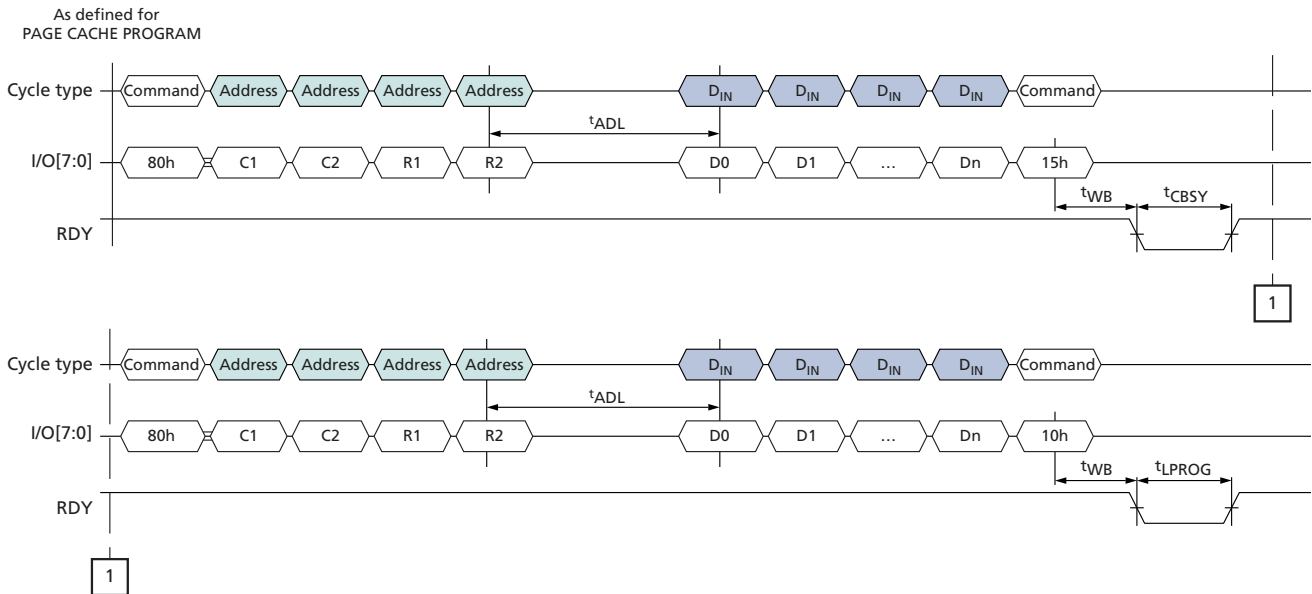 As defined for
PAGE CACHE PROGRAM
Cycle type Command Address Address Address Address DIN DIN DIN DIN Command
tADL
I/O[7:0] 80h C1 C2 R1 R2 D0 D1 … Dn 15h
tWB tCBSY
RDY
1
Cycle type Command Address Address Address Address DIN DIN DIN DIN Command
tADL
I/O[7:0] 80h C1 C2 R1 R2 D0 D1 … Dn 10h
tWB tLPROG
RDY
1